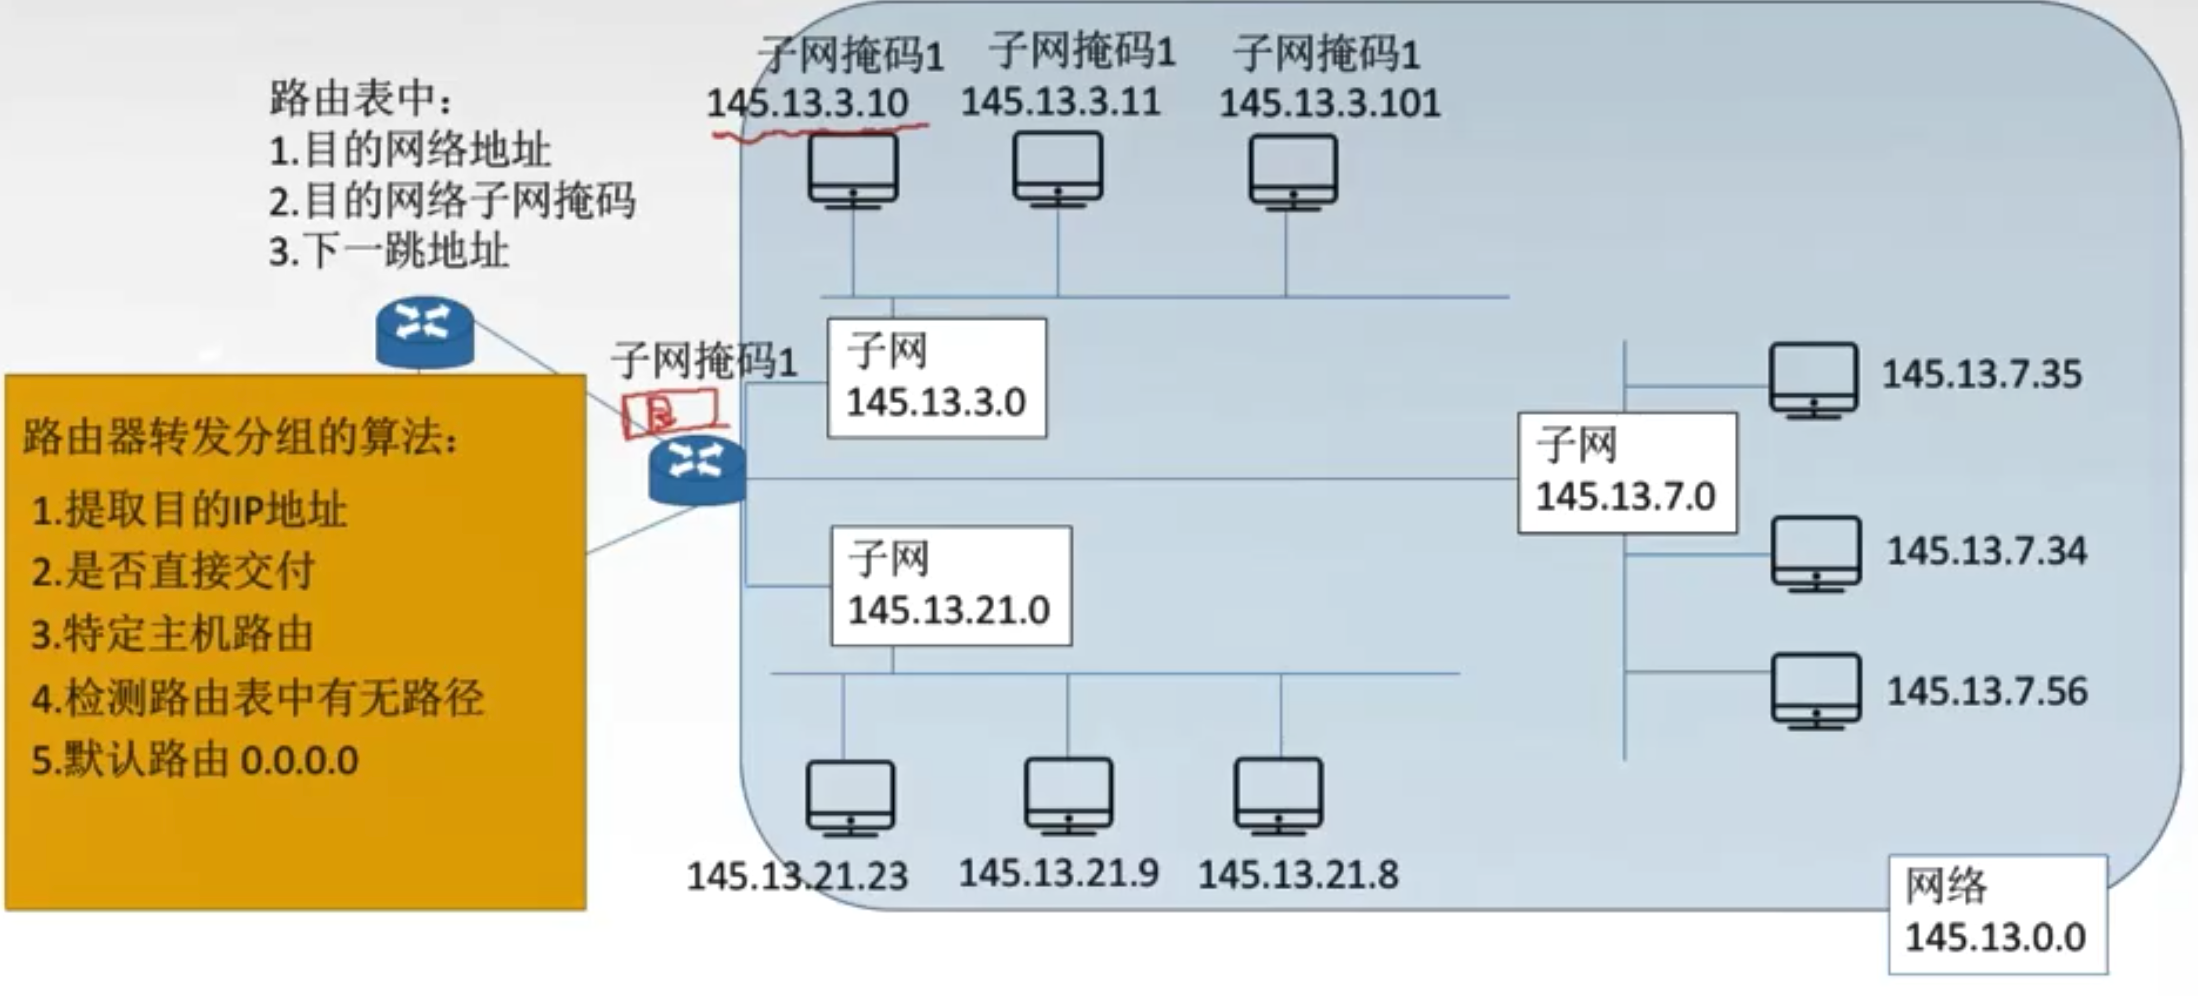 路由表中：
1.目的网络地址
2.目的网络子网掩码
3.下一跳地址
子网掩码1
145.13.3.10
子网掩码1
145.13.3.11
子网掩码1
145.13.3.101
子网掩码1
子网
145.13.3.0
子网
145.13.7.0
145.13.7.35
145.13.7.34
145.13.7.56
路由器转发分组的算法：
1.提取目的IP地址
2.是否直接交付
3.特定主机路由
4.检测路由表中有无路径
5.默认路由 0.0.0.0
子网
145.13.21.0
145.13.21.23
145.13.21.9
145.13.21.8
网络
145.13.0.0